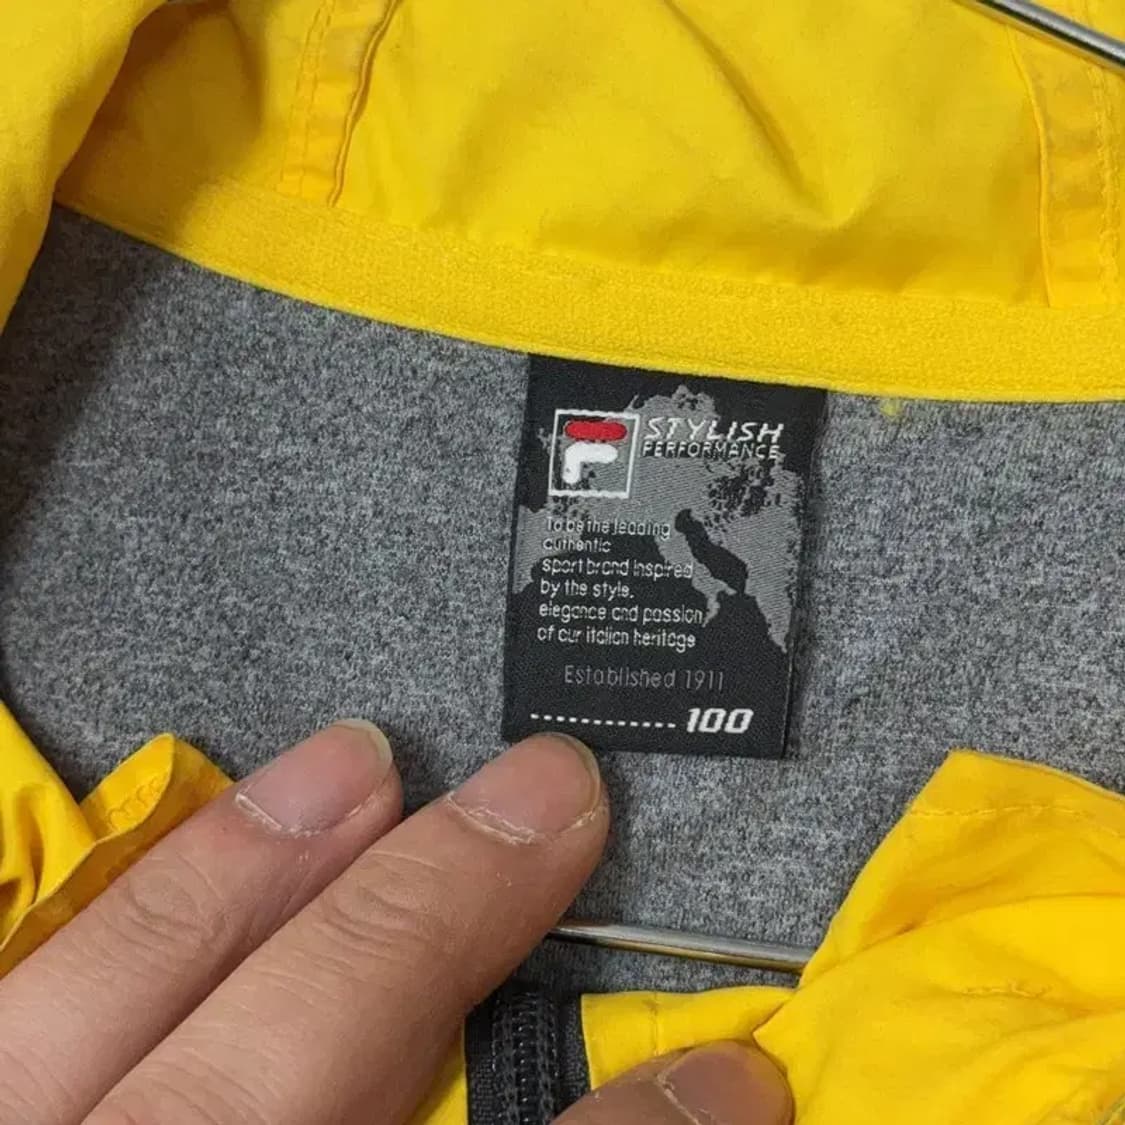 STYLISH
PERFORMANCE
To be the leading
authentic
sport brand inspired
by the style,
elegance and passion
of our italian heritage
Established 1911
............ 100